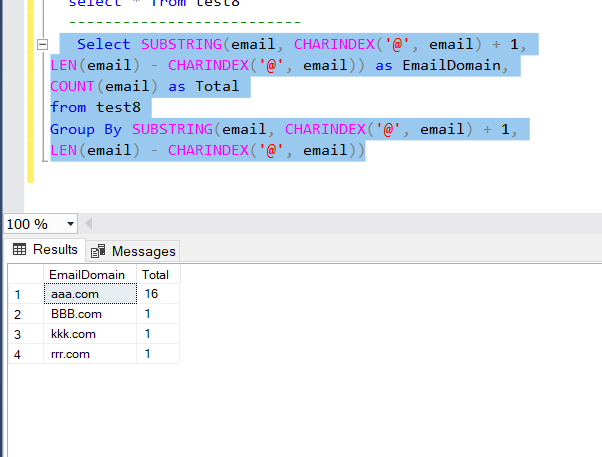 select * from test8
--------------------------
Select SUBSTRING(email, CHARINDEX('@', email) + 1,
LEN(email) - CHARINDEX('@', email)) as EmailDomain,
COUNT(email) as Total
from test8
Group By SUBSTRING(email, CHARINDEX('@', email) + 1,
LEN(email) - CHARINDEX('@', email))
100 %
Results Messages
EmailDomain Total
1 aaa.com 16
2 BBB.com 1
3 kkk.com 1
4 rrr.com 1